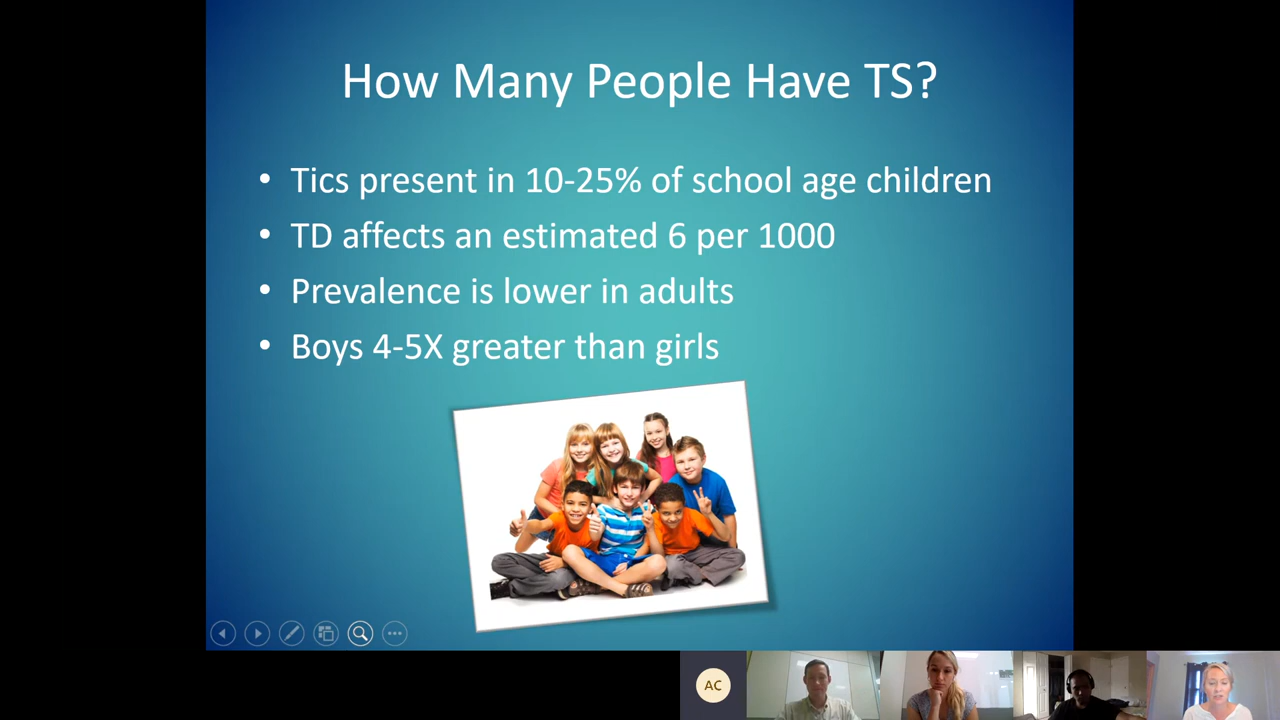 How Many People Have TS?
• Tics present in 10-25% of school age children
• TD affects an estimated 6 per 1000
• Prevalence is lower in adults
• Boys 4-5X greater than girls
AC